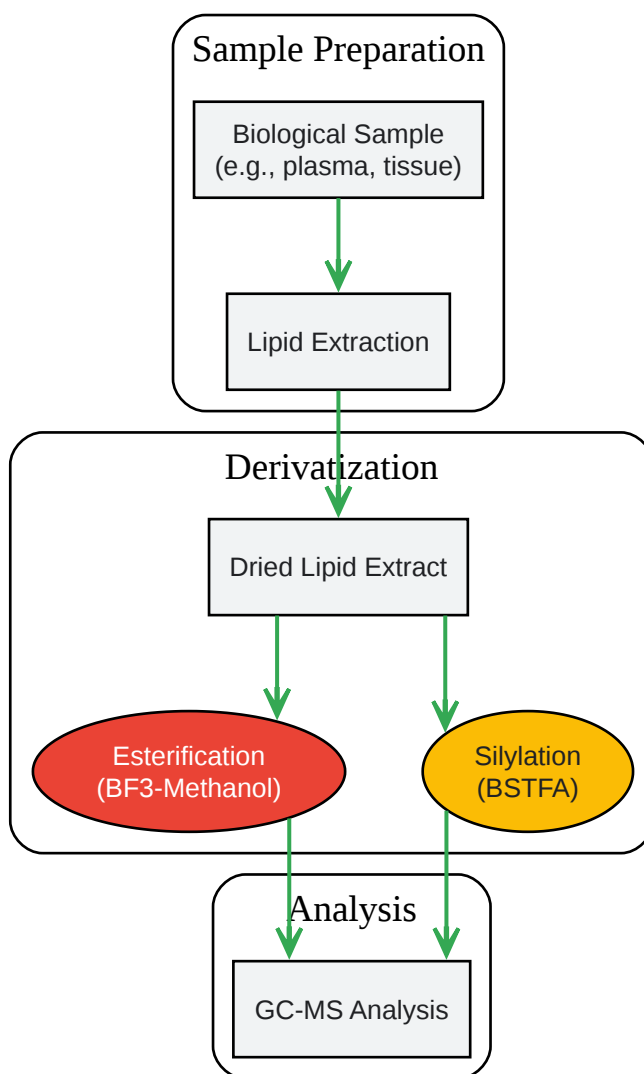 Sample Preparation
Biological Sample
(e.g., plasma, tissue)
Lipid Extraction
Derivatization
Dried Lipid Extract
Esterification
(BF3-Methanol)
Silylation
(BSTFA)
Analysis
GC-MS Analysis